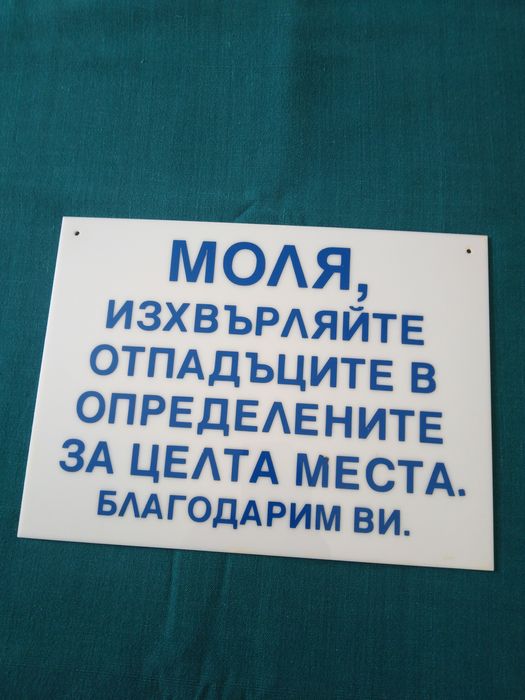 МОЛЯ,
ИЗХВЪРЛЯЙТЕ
ОТПАДЪЦИТЕ В
ОПРЕДЕЛЕНИТЕ
ЗА ЦЕЛТА МЕСТА.
БЛАГОДАРИМ ВИ.